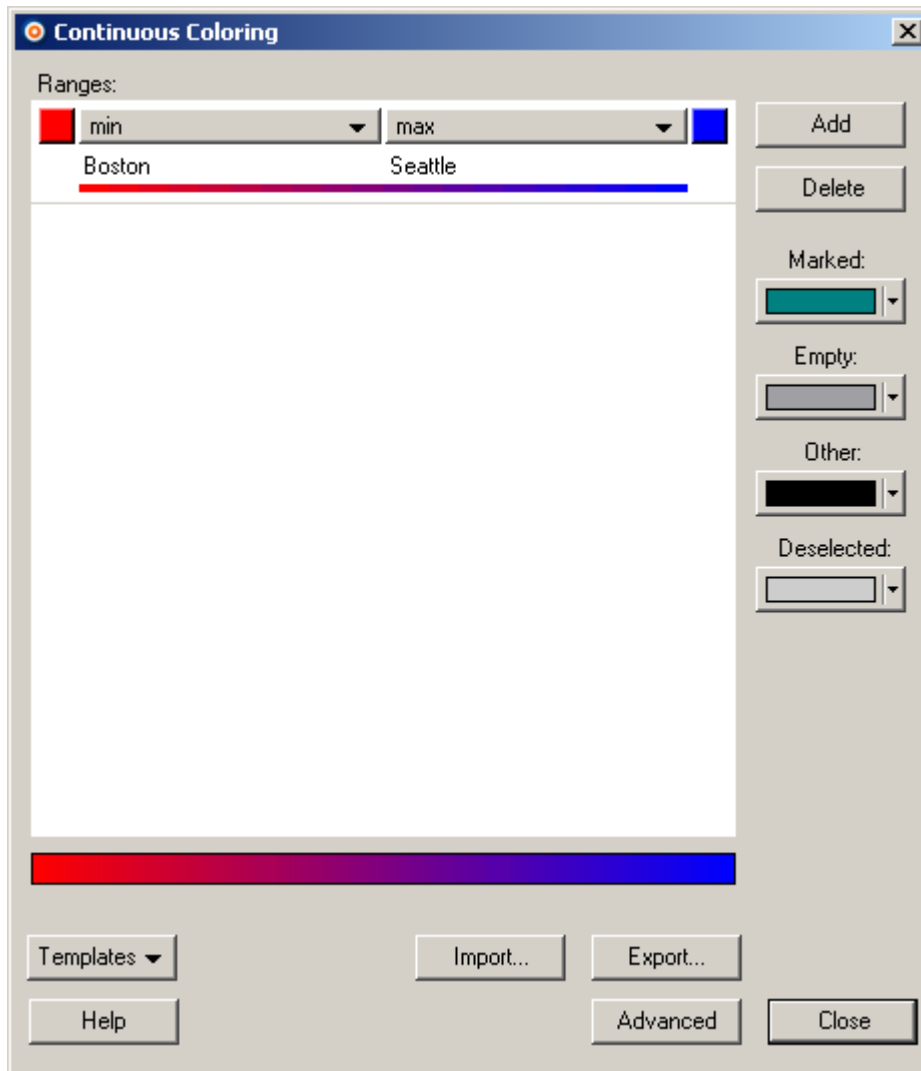 Continuous Coloring
Ranges:
min max
Boston Seattle
Add
Delete
Marked:
Empty:
Other:
Deselected:
Templates Import... Export...
Help Advanced Close